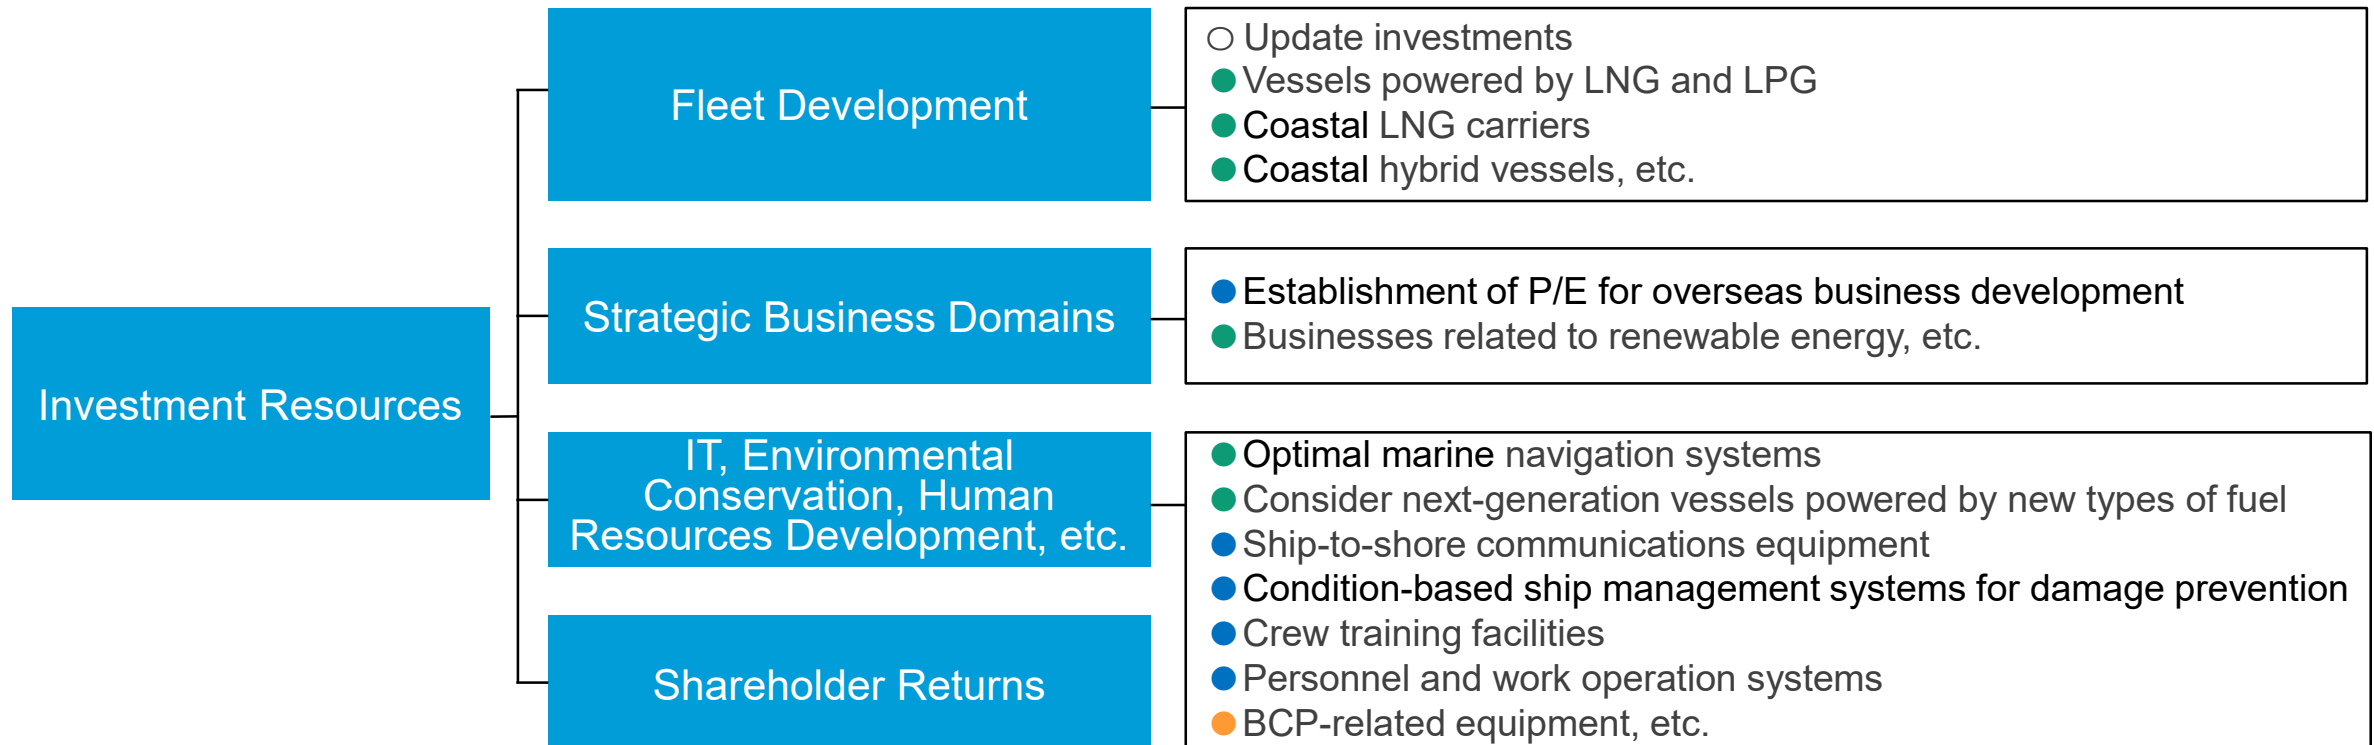 Investment Resources
Fleet Development
○ Update investments
● Vessels powered by LNG and LPG
● Coastal LNG carriers
● Coastal hybrid vessels, etc.
Strategic Business Domains
● Establishment of P/E for overseas business development
● Businesses related to renewable energy, etc.
IT, Environmental
Conservation, Human
Resources Development, etc.
● Optimal marine navigation systems
● Consider next-generation vessels powered by new types of fuel
● Ship-to-shore communications equipment
● Condition-based ship management systems for damage prevention
● Crew training facilities
● Personnel and work operation systems
● BCP-related equipment, etc.
Shareholder Returns